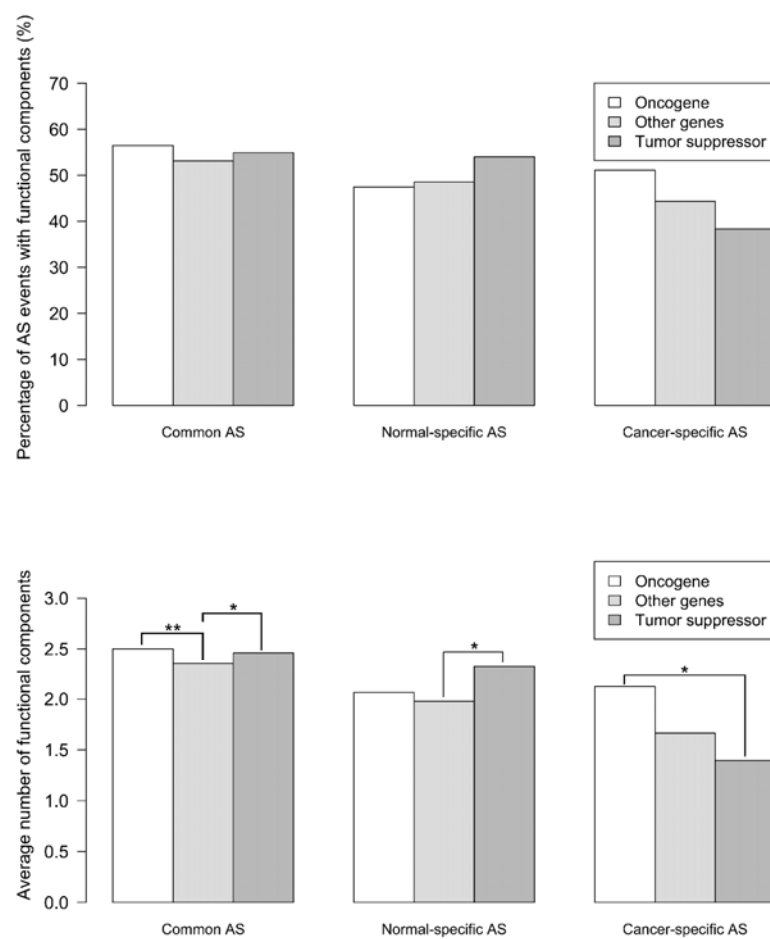 Percentage of AS events with functional components (%)
70
60
50
40
30
20
10
0
Oncogene
Other genes
Tumor suppressor
Common AS
Normal-specific AS
Cancer-specific AS
Average number of functional components
3.0
2.5
2.0
1.5
1.0
0.5
0.0
**
*
*
*
Oncogene
Other genes
Tumor suppressor
Common AS
Normal-specific AS
Cancer-specific AS